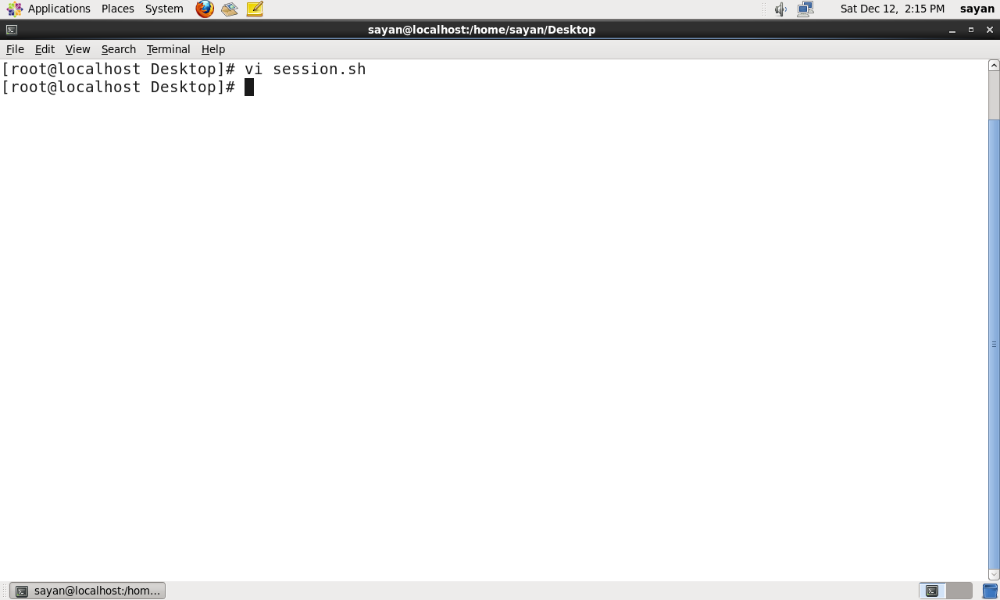 Applications Places System Sat Dec 12, 2:15 PM sayan
sayan@localhost:/home/sayan/Desktop
File Edit View Search Terminal Help
[root@localhost Desktop]# vi session.sh
[root@localhost Desktop]#
sayan@localhost:/hom...